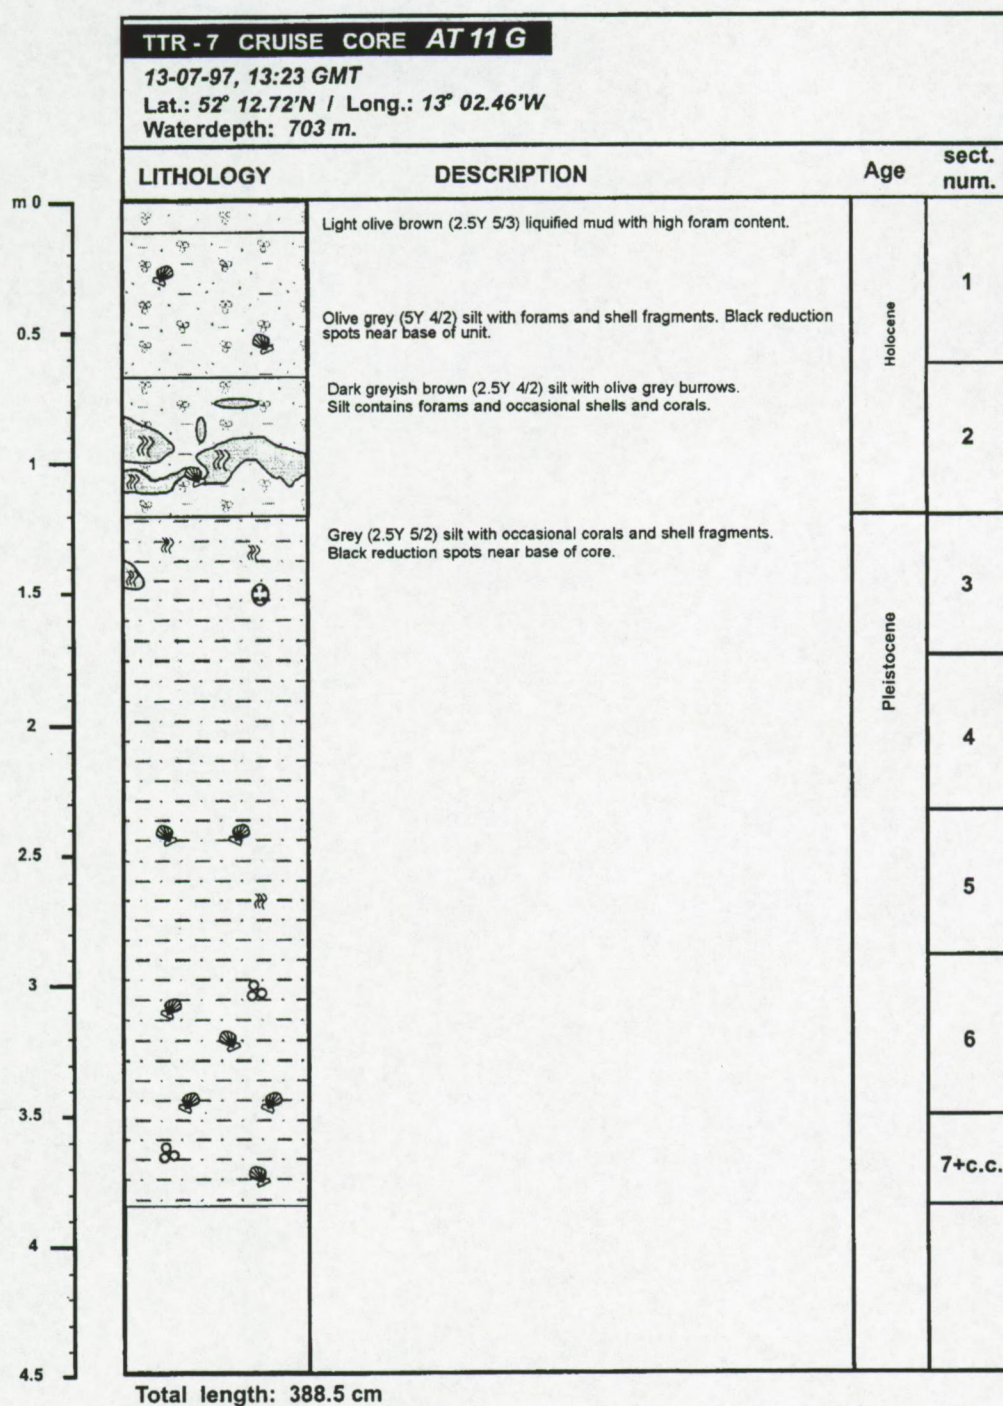 TTR - 7 CRUISE CORE AT 11 G
13-07-97, 13:23 GMT
Lat.: 52° 12.72'N / Long.: 13° 02.46'W
Waterdepth: 703 m.
LITHOLOGY
DESCRIPTION
Age
sect.
num.
m 0
0.5
1
1.5
2
2.5
3
3.5
4
4.5
Light olive brown (2.5Y 5/3) liquified mud with high foram content.
Olive grey (5Y 4/2) silt with forams and shell fragments. Black reduction
spots near base of unit.
Dark greyish brown (2.5Y 4/2) silt with olive grey burrows.
Silt contains forams and occasional shells and corals.
Grey (2.5Y 5/2) silt with occasional corals and shell fragments.
Black reduction spots near base of core.
Holocene
Pleistocene
1
2
3
4
5
6
7+c.c.
Total length: 388.5 cm